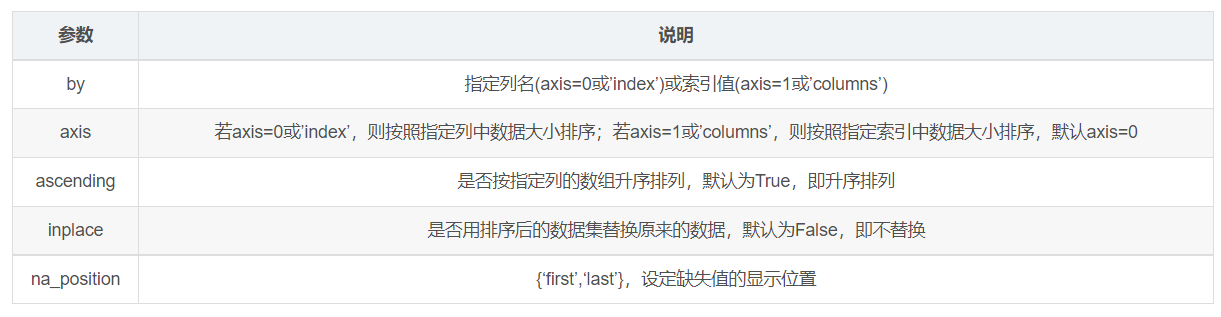 参数 说明
by 指定列名(axis=0或’index’)或索引值(axis=1或’columns’)
axis 若axis=0或’index’，则按照指定列中数据大小排序；若axis=1或’columns’，则按照指定索引中数据大小排序，默认axis=0
ascending 是否按指定列的数组升序排列，默认为True，即升序排列
inplace 是否用排序后的数据集替换原来的数据，默认为False，即不替换
na_position {‘first’,‘last’}，设定缺失值的显示位置